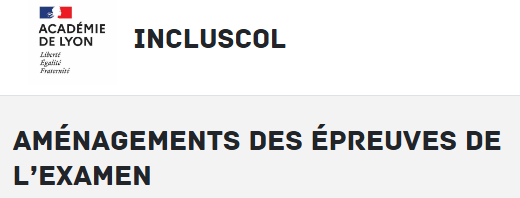 ACADÉMIE
DE LYON
Liberté
Égalité
Fraternité
INCLUSCOL
AMÉNAGEMENTS DES ÉPREUVES DE
L'EXAMEN